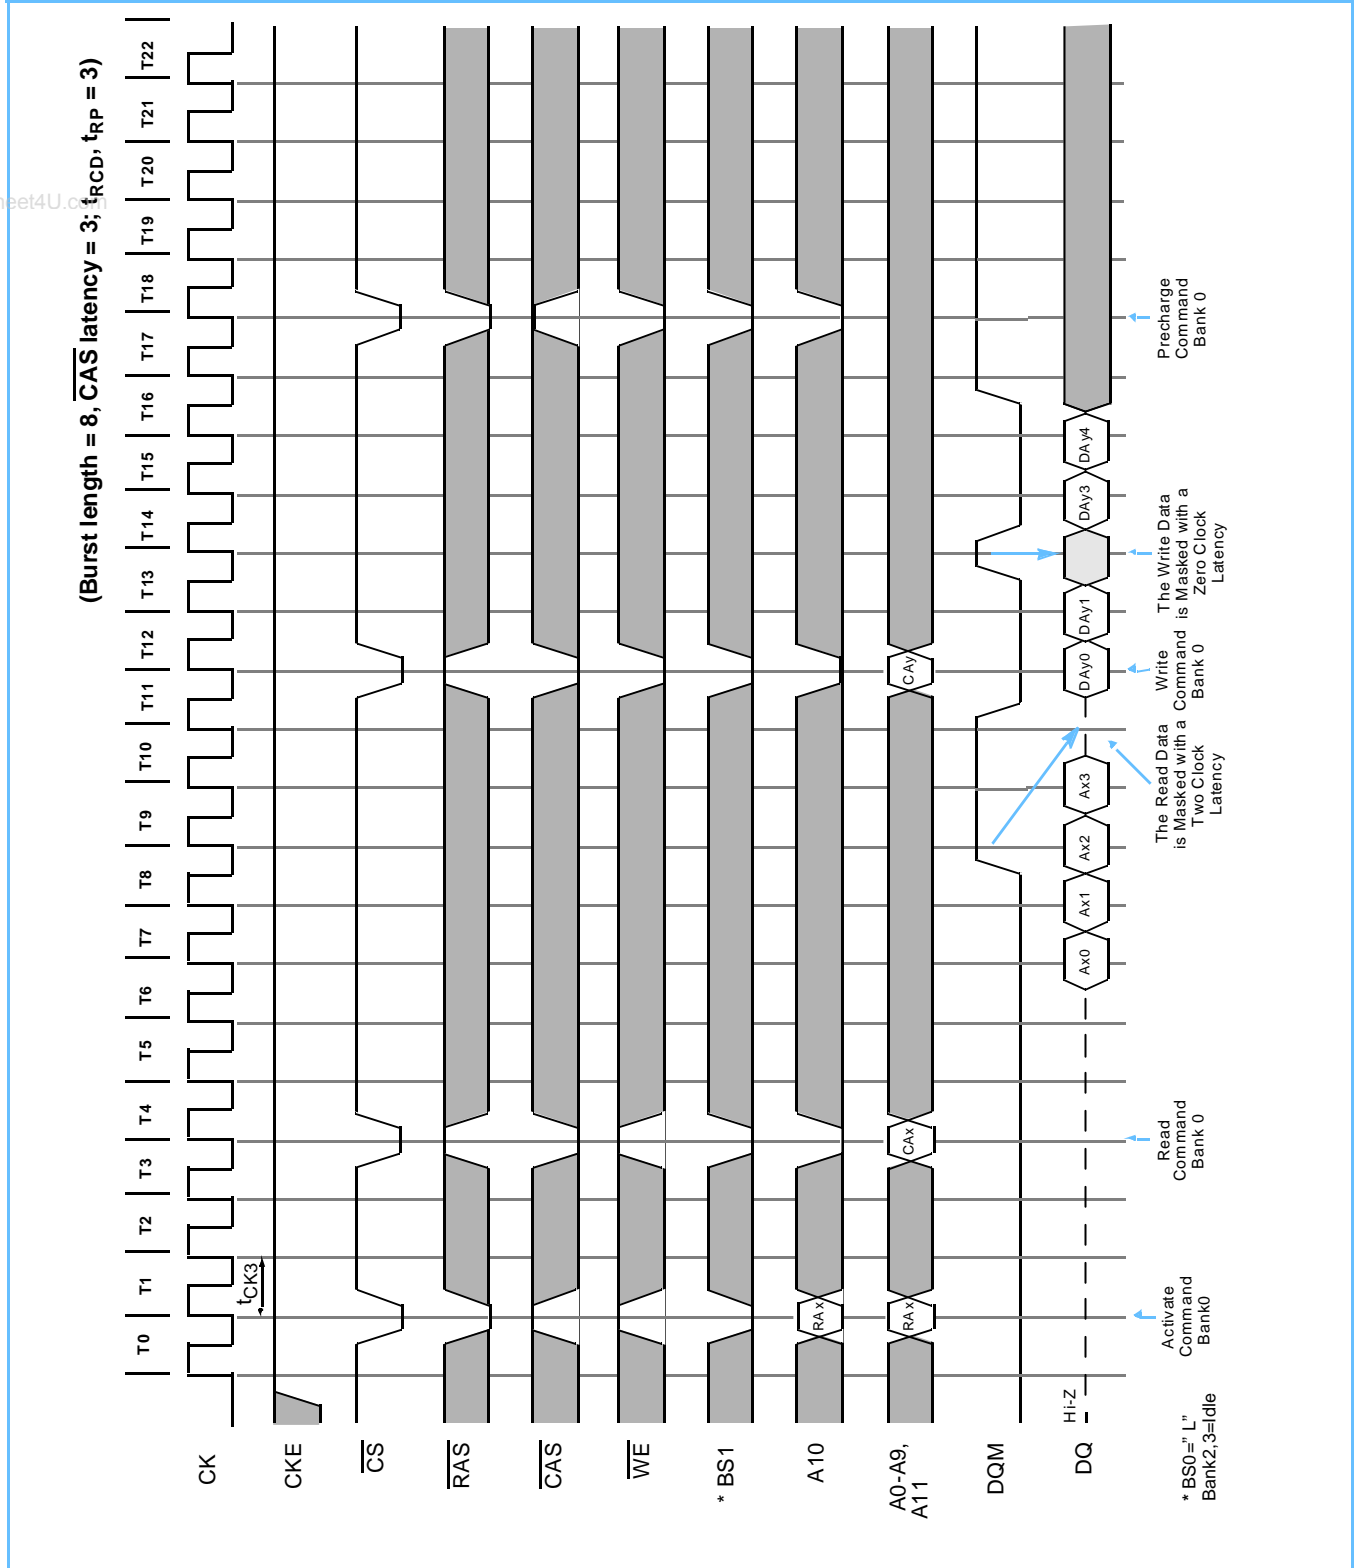 (Burst length = 8, CAS latency = 3; tRCD, tRP = 3)
T0 T1 T2 T3 T4 T5 T6 T7 T8 T9 T10 T11 T12 T13 T14 T15 T16 T17 T18 T19 T20 T21 T22
CK
tCK3
CKE
CS
RAS
CAS
WE
* BS1
A10
RAx
A0-A9,
A11
RAx CAx CAy
DQM
DQ
Hi-Z
Ax0 Ax1 Ax2 Ax3 DAy0 DAy1 DAy3 DAy4
Activate
Command
Bank0
Read
Command
Bank 0
The Read Data
is Masked with a
Two Clock
Latency
Write
Command
Bank 0
The Write Data
is Masked with a
Zero Clock
Latency
Precharge
Command
Bank 0
* BS0=" L"
Bank2,3=Idle
eet4U.com